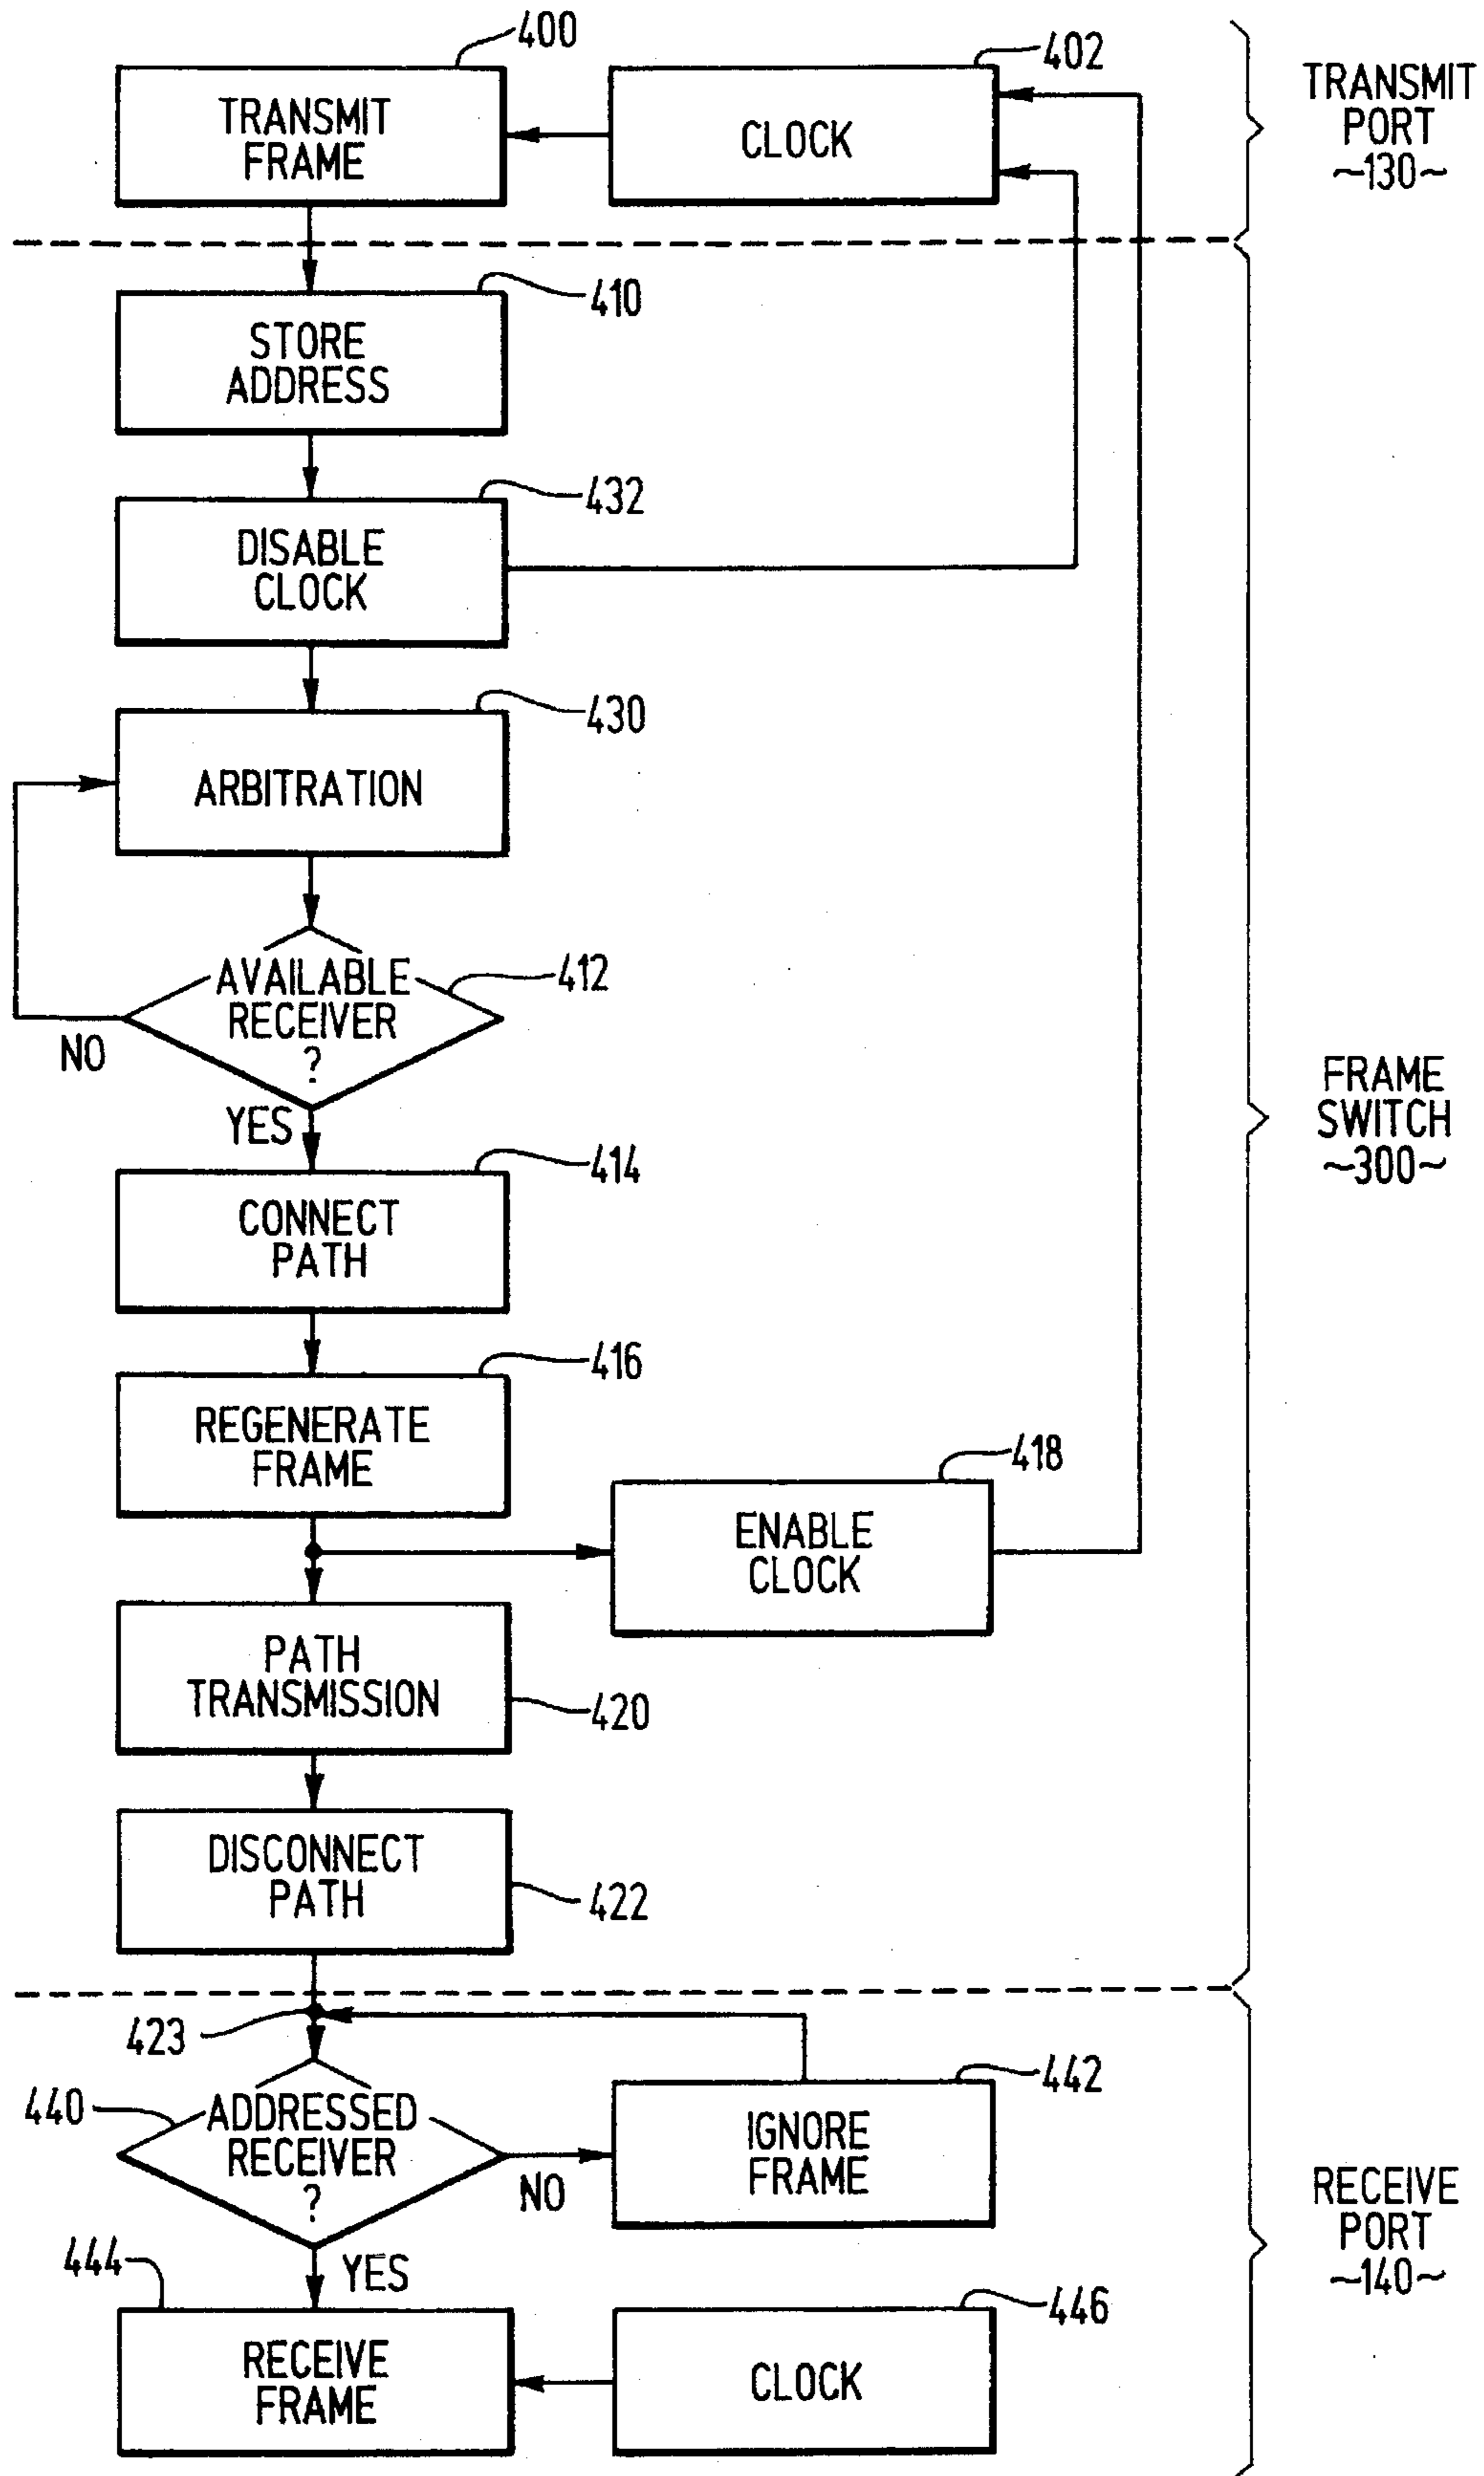 400
402
TRANSMIT
FRAME
CLOCK
TRANSMIT
PORT
~130~
410
STORE
ADDRESS
432
DISABLE
CLOCK
430
ARBITRATION
412
AVAILABLE
RECEIVER
?
NO
YES
FRAME
SWITCH
~300~
414
CONNECT
PATH
416
REGENERATE
FRAME
418
ENABLE
CLOCK
PATH
TRANSMISSION
420
DISCONNECT
PATH
422
423
440
ADDRESSED
RECEIVER
?
NO
442
IGNORE
FRAME
YES
RECEIVE
PORT
~140~
444
RECEIVE
FRAME
446
CLOCK